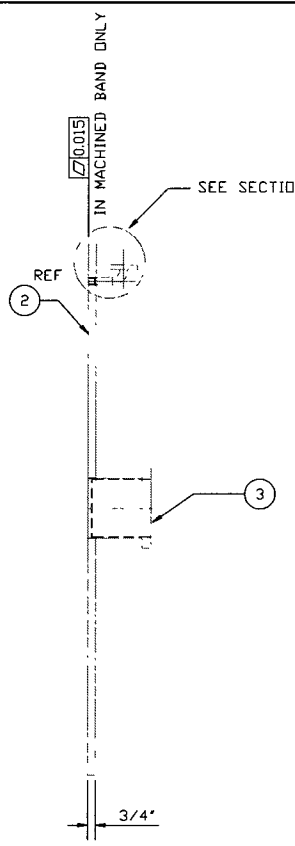 0.015
IN MACHINED BAND ONLY
SEE SECTIO
REF
2
3
3/4"